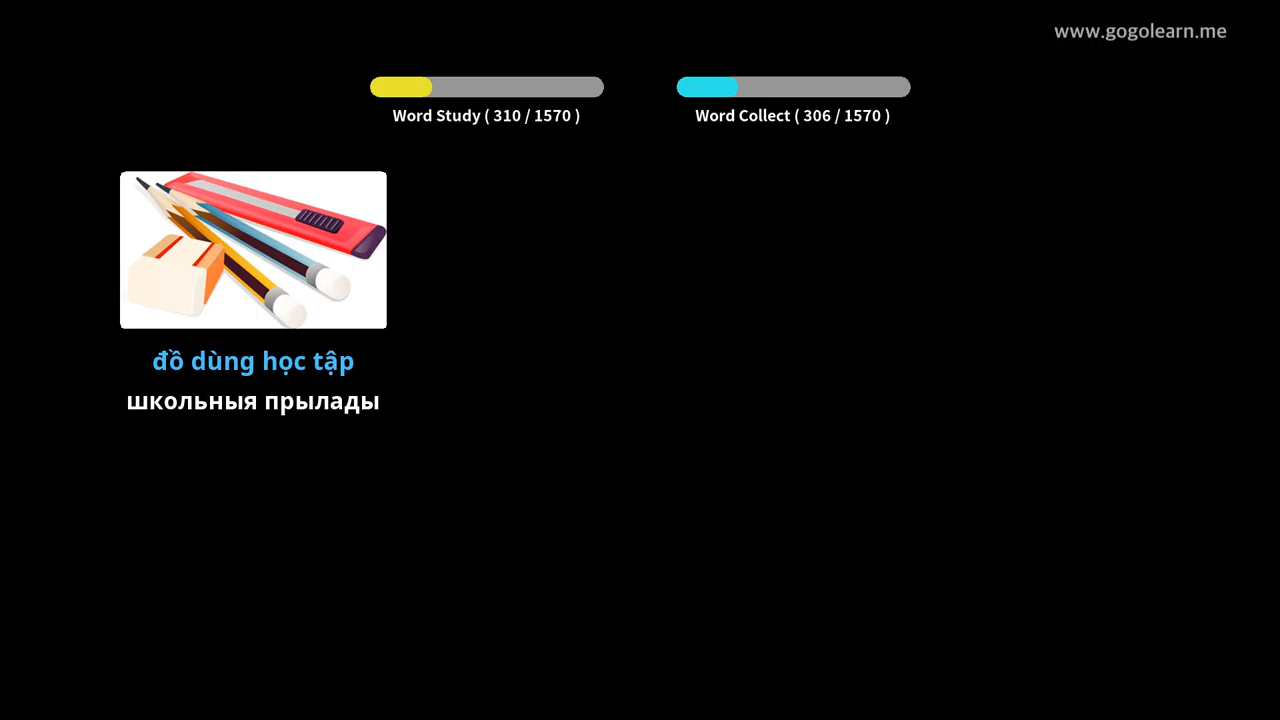 www.gogolearn.me
Word Study ( 310 / 1570 )
Word Collect ( 306 / 1570 )
đồ dùng học tập
школьныя прылады